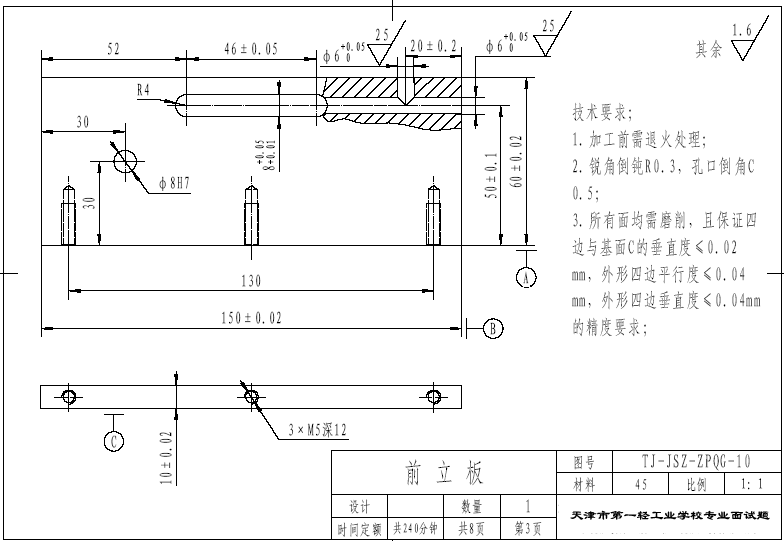 52
46±0.05
φ6 +0.05 0
25
20±0.2
φ6 +0.05 0
25
其余 1.6
R4
30
φ8H7
30
8 +0.05 +0.01
50±0.1
60±0.02
A
130
150±0.02
B
技术要求;
1.加工前需退火处理;
2.锐角倒钝R0.3,孔口倒角C
0.5;
3.所有面均需磨削,且保证四
边与基面C的垂直度≤0.02
mm,外形四边平行度≤0.04
mm,外形四边垂直度≤0.04mm
的精度要求;
C
10±0.02
3×M5深12
前立板
图号 TJ-JSZ-ZPQG-10
材料 45 比例 1:1
设计 数量 1
时间定额 共240分钟 共8页 第3页
天津市第一轻工业学校专业面试题